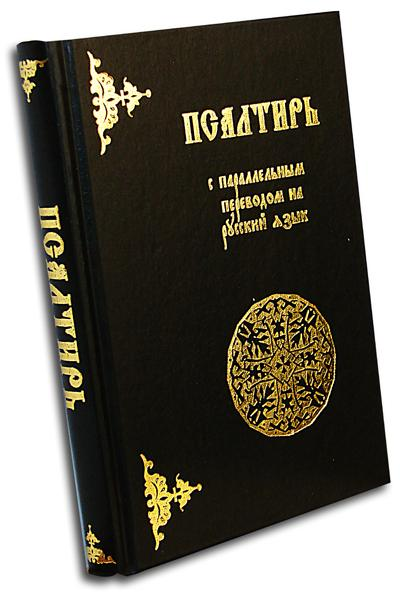 ПСАЛТИРЬ
ПСАЛТИРЬ
с параллельным
переводом на
русский язык